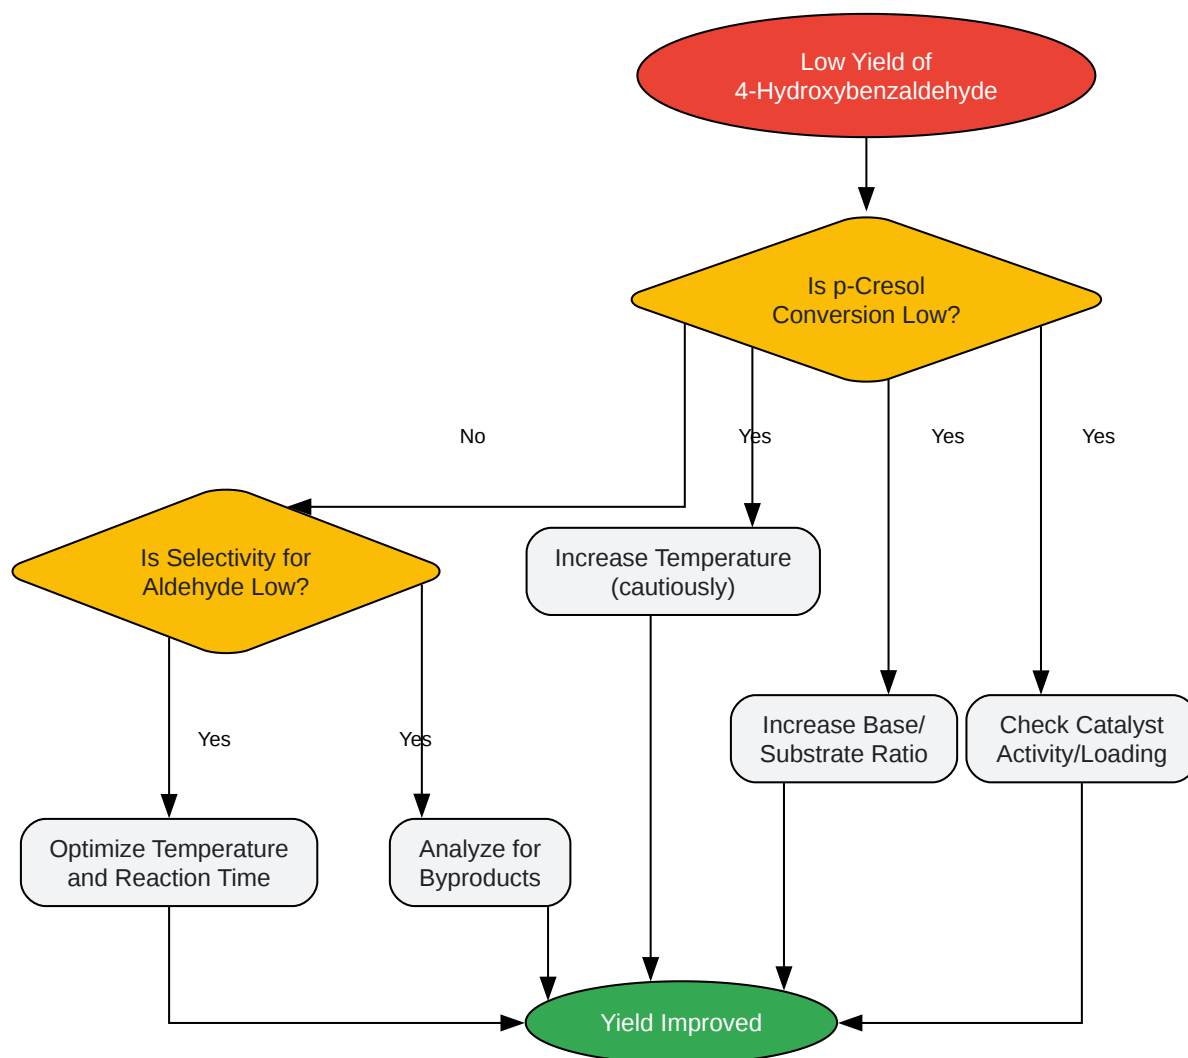 Low Yield of
4-Hydroxybenzaldehyde
Is p-Cresol
Conversion Low?
No
Yes
Yes
Yes
Is Selectivity for
Aldehyde Low?
Increase Temperature
(cautiously)
Increase Base/
Substrate Ratio
Check Catalyst
Activity/Loading
Yes
Yes
Optimize Temperature
and Reaction Time
Analyze for
Byproducts
Yield Improved